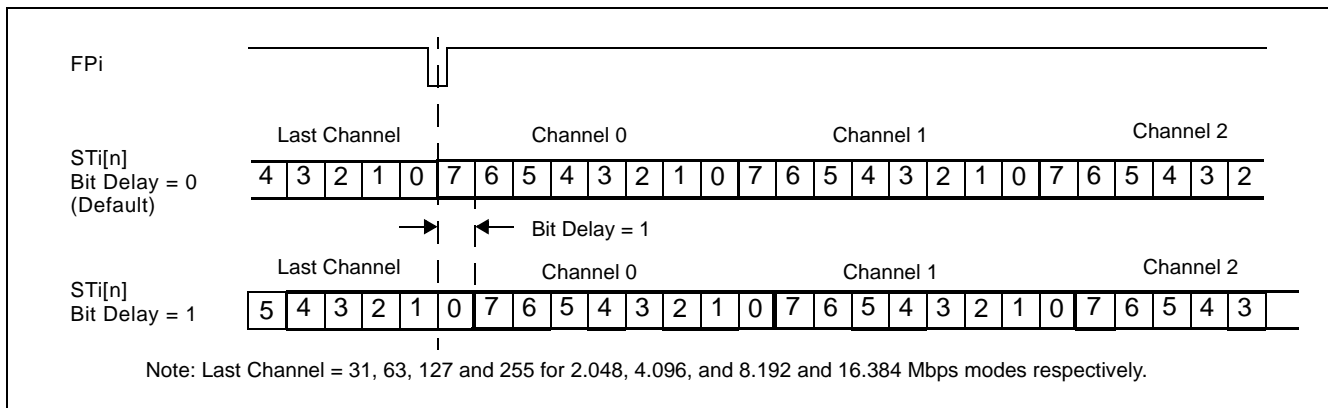 FPi
Last Channel Channel 0 Channel 1 Channel 2
STi[n]
Bit Delay = 0
(Default)
4 3 2 1 0 7 6 5 4 3 2 1 0 7 6 5 4 3 2 1 0 7 6 5 4 3 2
Bit Delay = 1
Last Channel Channel 0 Channel 1 Channel 2
STi[n]
Bit Delay = 1
5 4 3 2 1 0 7 6 5 4 3 2 1 0 7 6 5 4 3 2 1 0 7 6 5 4 3
Note: Last Channel = 31, 63, 127 and 255 for 2.048, 4.096, and 8.192 and 16.384 Mbps modes respectively.